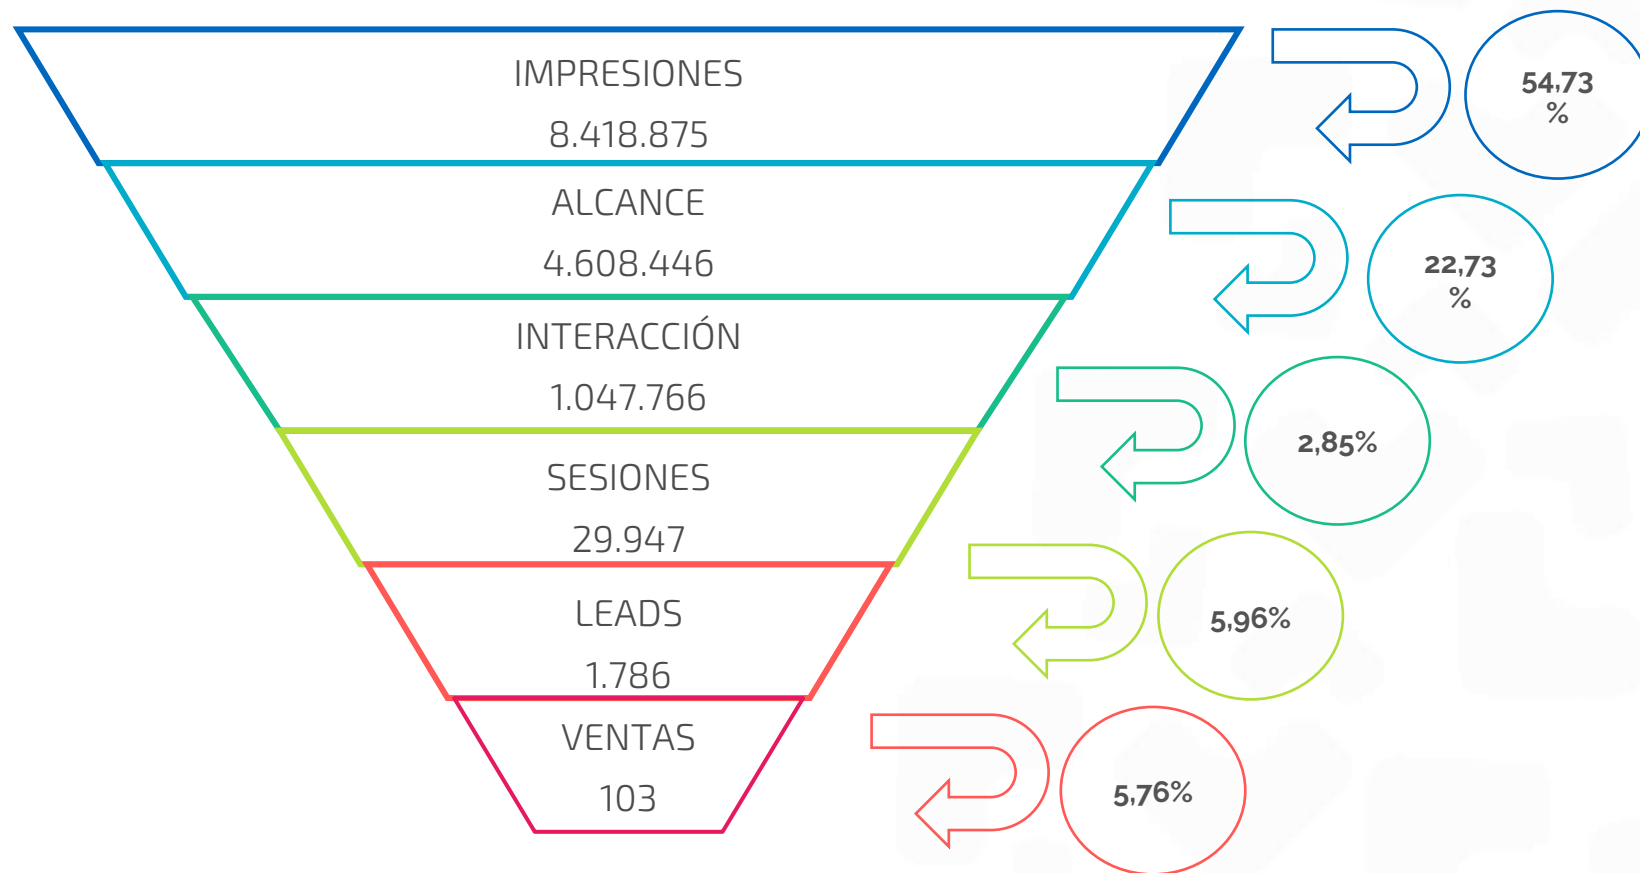 IMPRESIONES
8.418.875
54,73
%
ALCANCE
4.608.446
22,73
%
INTERACCIÓN
1.047.766
2,85%
SESIONES
29.947
5,96%
LEADS
1.786
VENTAS
103
5,76%